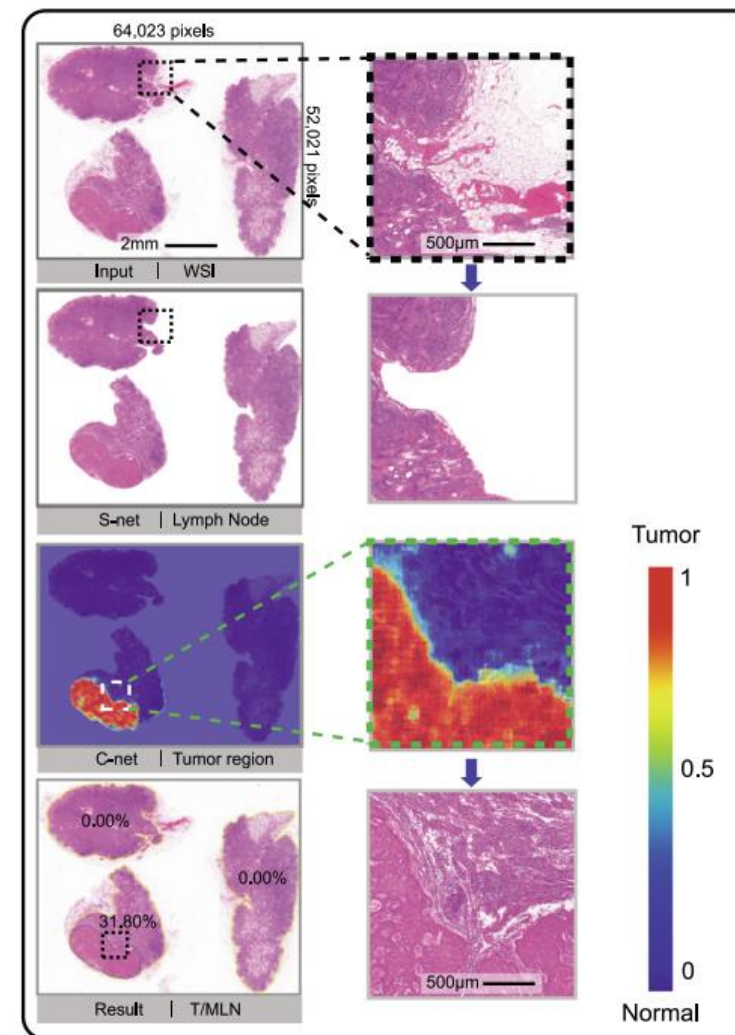 64,023 pixels
52,021 pixels
2mm
500μm
Input | WSI
S-net | Lymph Node
Tumor
1
0.5
0
Normal
C-net | Tumor region
0.00%
0.00%
31.80%
500μm
Result | T/MLN